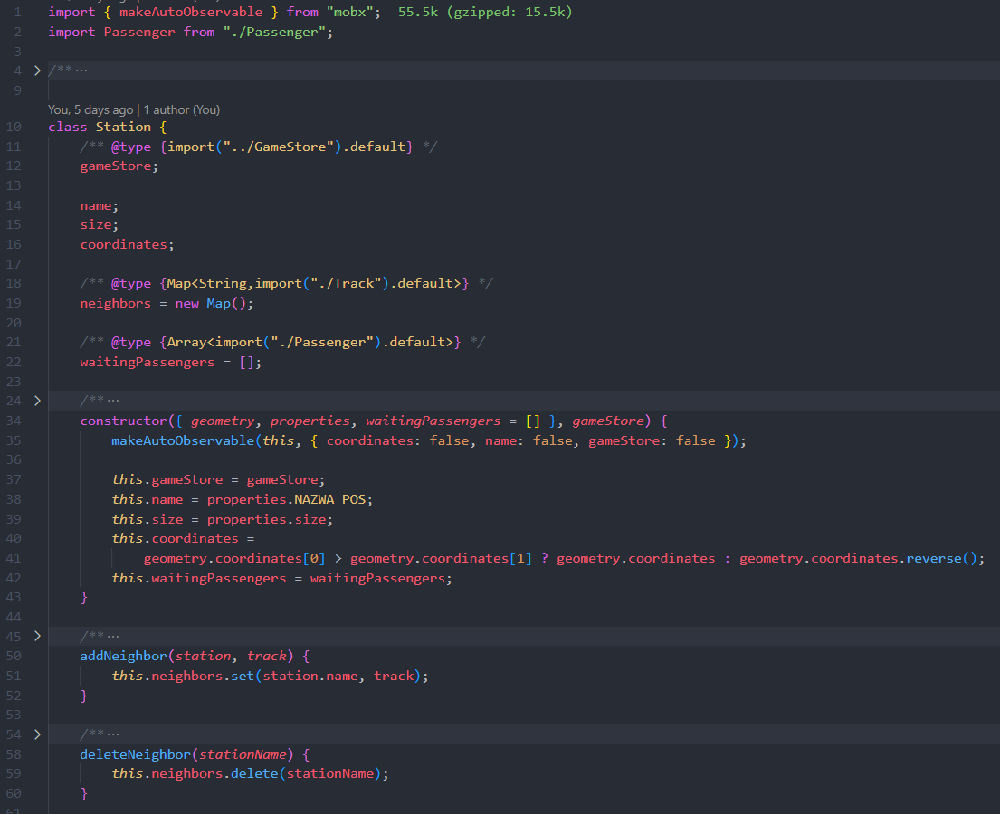 1 import { makeAutoObservable } from "mobx"; 55.5k (gzipped: 15.5k)
2 import Passenger from "./Passenger";
3
4 /** ···
9
You, 5 days ago | 1 author (You)
10 class Station {
11 /** @type {import("../GameStore").default} */
12 gameStore;
13
14 name;
15 size;
16 coordinates;
17
18 /** @type {Map<String,import("./Track").default>} */
19 neighbors = new Map();
20
21 /** @type {Array<import("./Passenger").default>} */
22 waitingPassengers = [];
23
24 /** ···
34 constructor({ geometry, properties, waitingPassengers = [] }, gameStore) {
35 makeAutoObservable(this, { coordinates: false, name: false, gameStore: false });
36
37 this.gameStore = gameStore;
38 this.name = properties.NAZWA_POS;
39 this.size = properties.size;
40 this.coordinates =
41 geometry.coordinates[0] > geometry.coordinates[1] ? geometry.coordinates : geometry.coordinates.reverse();
42 this.waitingPassengers = waitingPassengers;
43 }
44
45 /** ···
50 addNeighbor(station, track) {
51 this.neighbors.set(station.name, track);
52 }
53
54 /** ···
58 deleteNeighbor(stationName) {
59 this.neighbors.delete(stationName);
60 }
61